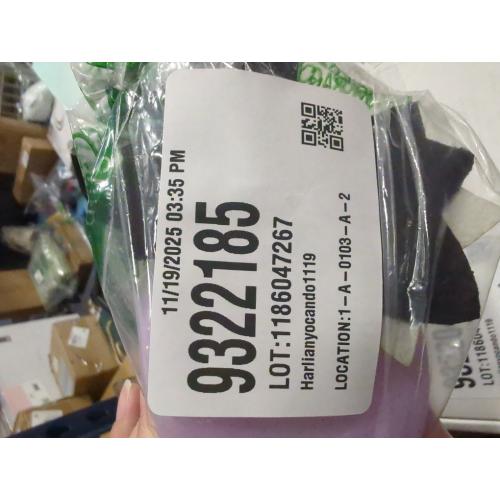 11/19/2025 03:35 PM
9322185
LOT:1186047267
Harlianyocando1119
LOCATION:1-A-0103-A-2